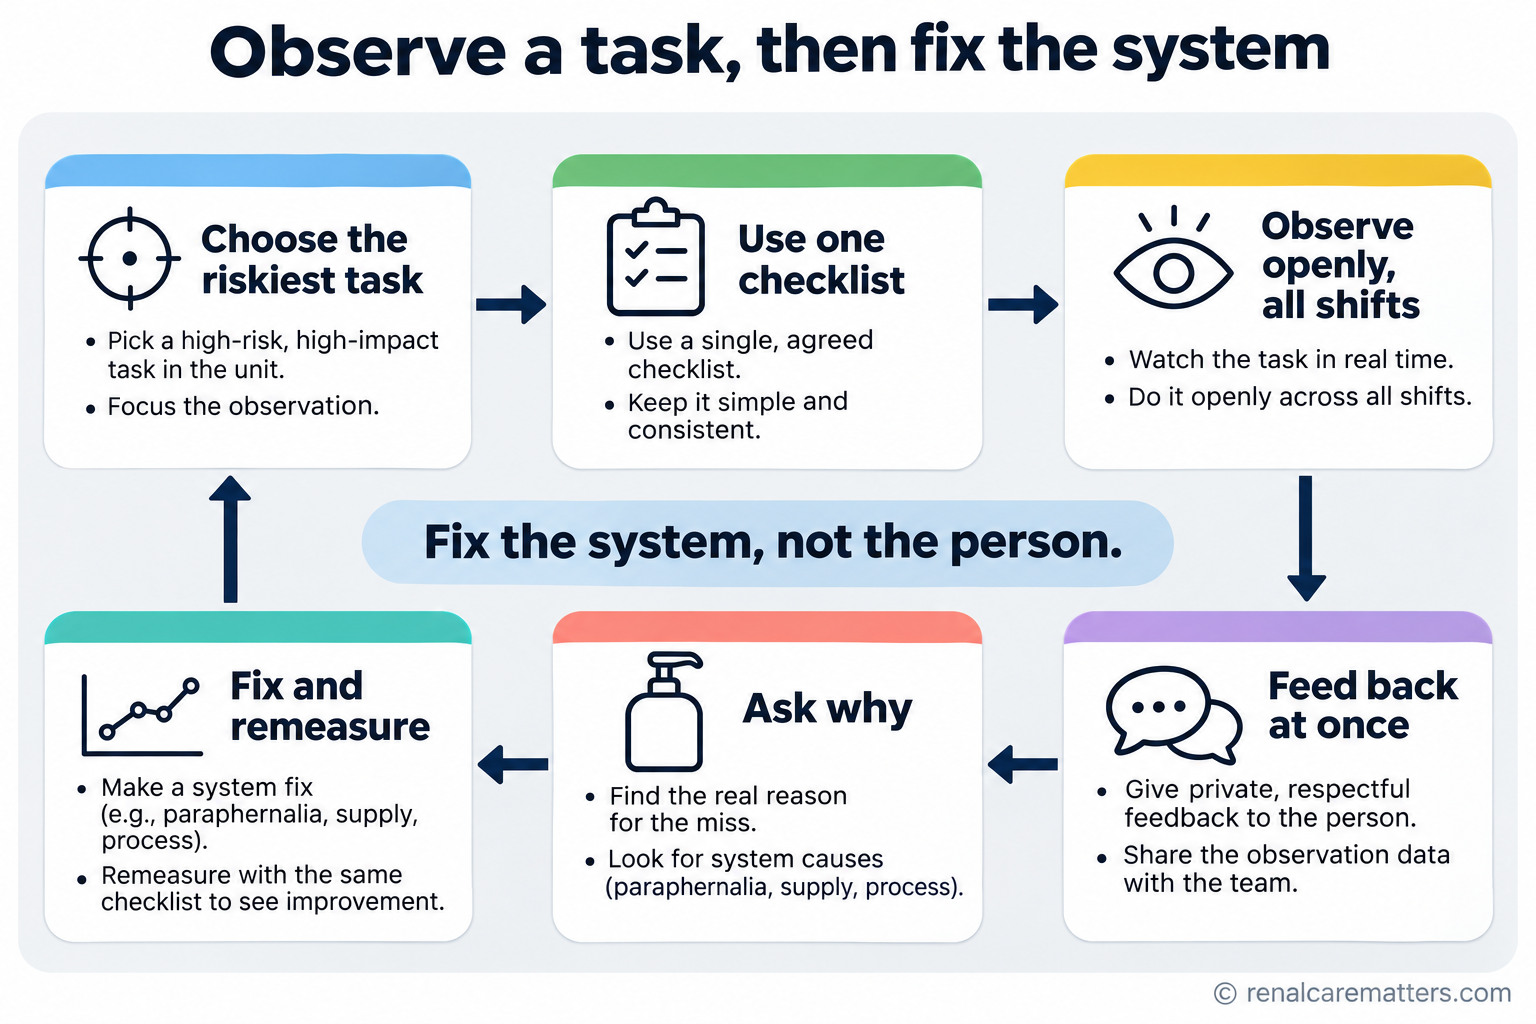 Observe a task, then fix the system
Choose the
riskiest task
• Pick a high-risk, high-impact
task in the unit.
• Focus the observation.
Use one
checklist
• Use a single, agreed
checklist.
• Keep it simple and
consistent.
Observe
openly,
all shifts
• Watch the task in real time.
• Do it openly across all shifts.
Fix the system, not the person.
Feed back
at once
• Give private, respectful
feedback to the person.
• Share the observation data
with the team.
Ask why
• Find the real reason
for the miss.
• Look for system causes
(paraphernalia, supply, process).
Fix and
remeasure
• Make a system fix
(e.g., paraphernalia, supply,
process).
• Remeasure with the same
checklist to see improvement.
© renalcarematters.com